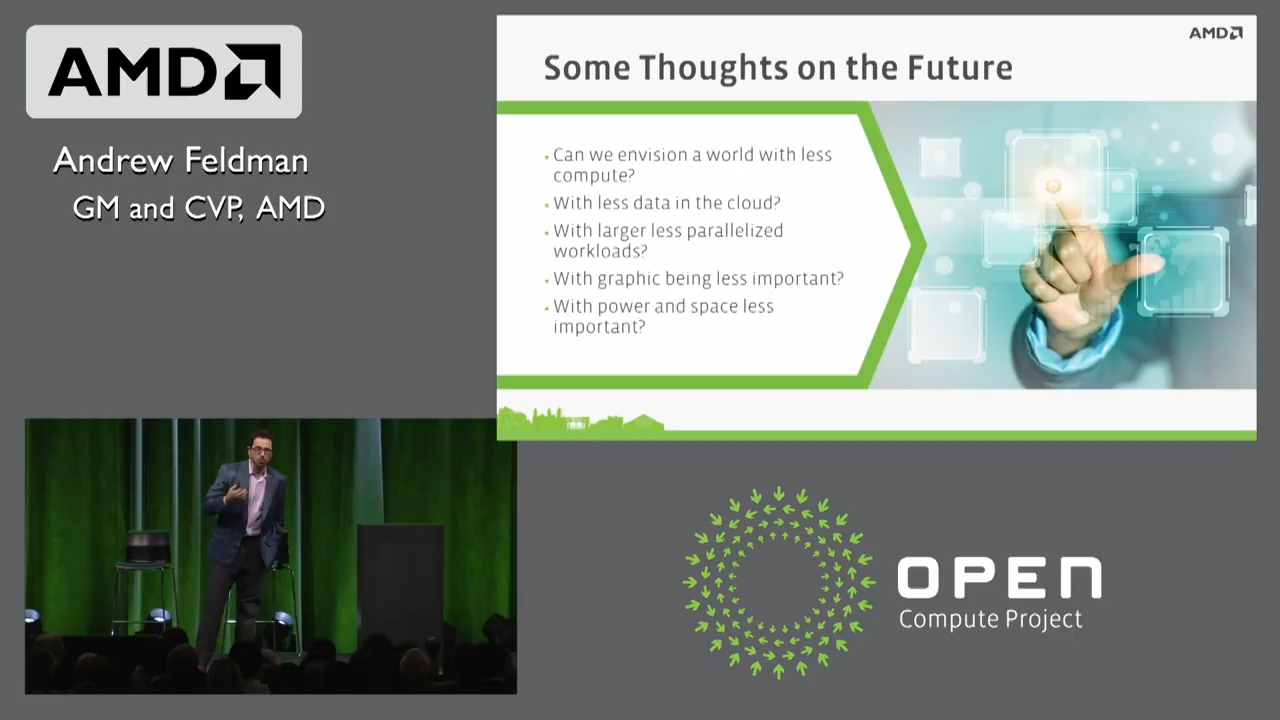 AMD
Andrew Feldman
GM and CVP, AMD
AMD
Some Thoughts on the Future
• Can we envision a world with less
compute?
• With less data in the cloud?
• With larger less parallelized
workloads?
• With graphic being less important?
• With power and space less
important?
OPEN
Compute Project